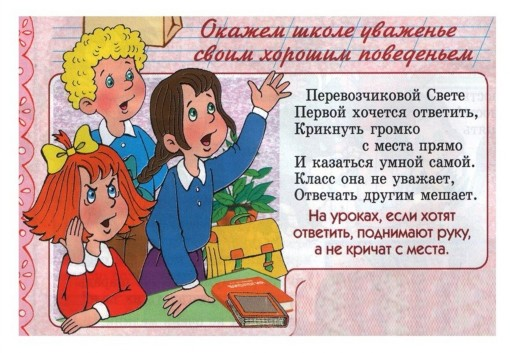 Окажем школе уваженье
своим хорошим поведеньем
Перевозчиковой Свете
Первой хочется ответить,
Крикнуть громко
с места прямо
И казаться умной самой.
Класс она не уважает,
Отвечать другим мешает.
На уроках, если хотят
ответить, поднимают руку,
а не кричат с места.